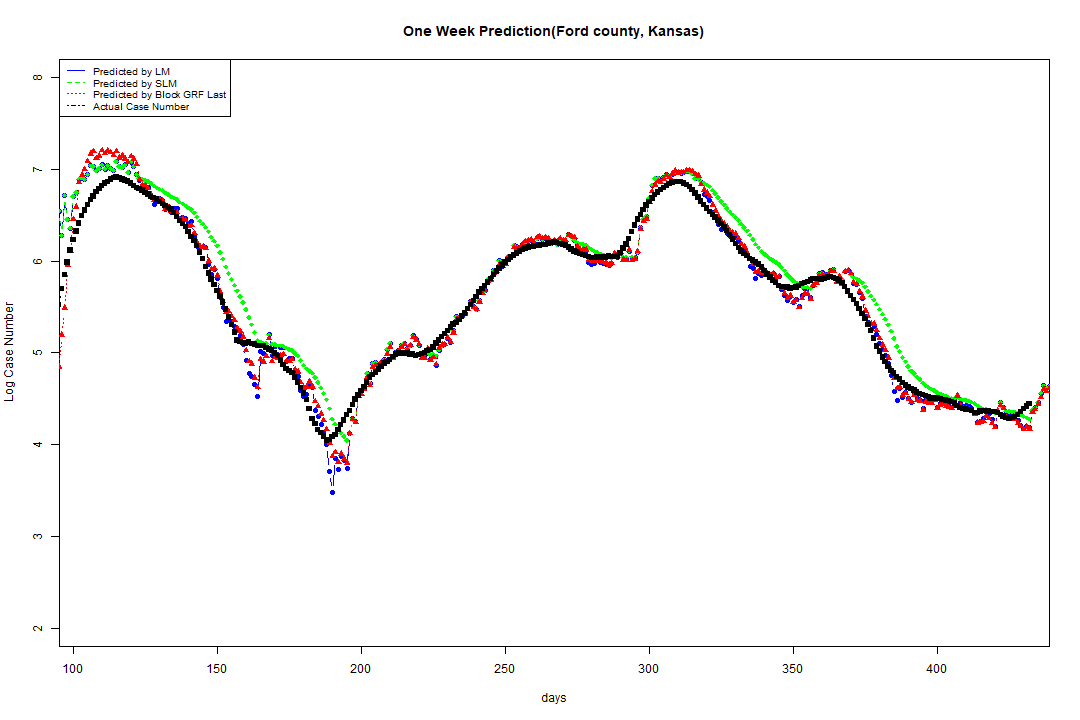 One Week Prediction(Ford county, Kansas)
Predicted by LM
Predicted by SLM
Predicted by Block GRF Last
Actual Case Number
8
7
6
5
4
3
2
Log Case Number
100 150 200 250 300 350 400
days